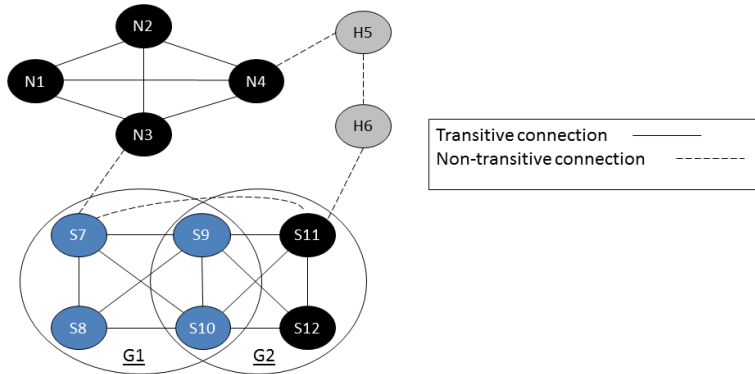 N2
H5
N1
N4
H6
N3
Transitive connection
Non-transitive connection
S7
S9
S11
S8
S10
S12
G1
G2